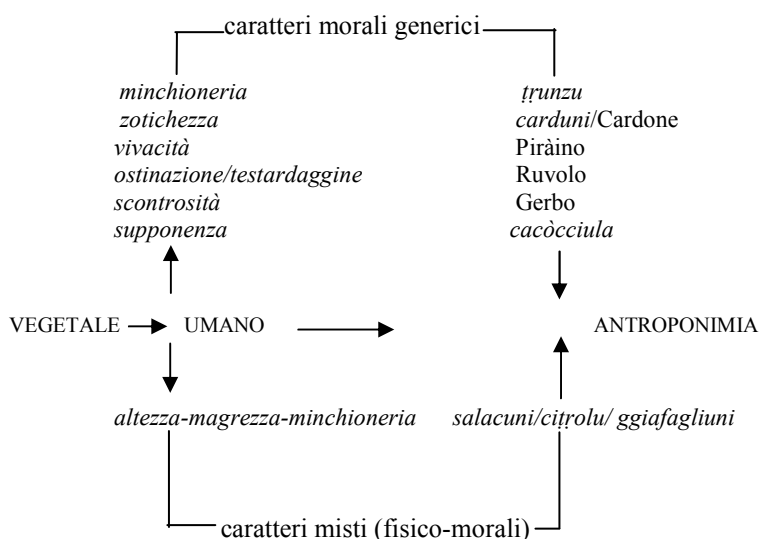 caratteri morali generici
minchioneria ṭṛunzu
zotichezza carduni/Cardone
vivacità Piràino
ostinazione/testardaggine Ruvolo
scontrosità Gerbo
supponenza cacòcciula
VEGETALE UMANO ANTROPONIMIA
altezza-magrezza-minchioneria salacuni/ciṭṛolu/ ggiafagliuni
caratteri misti (fisico-morali)